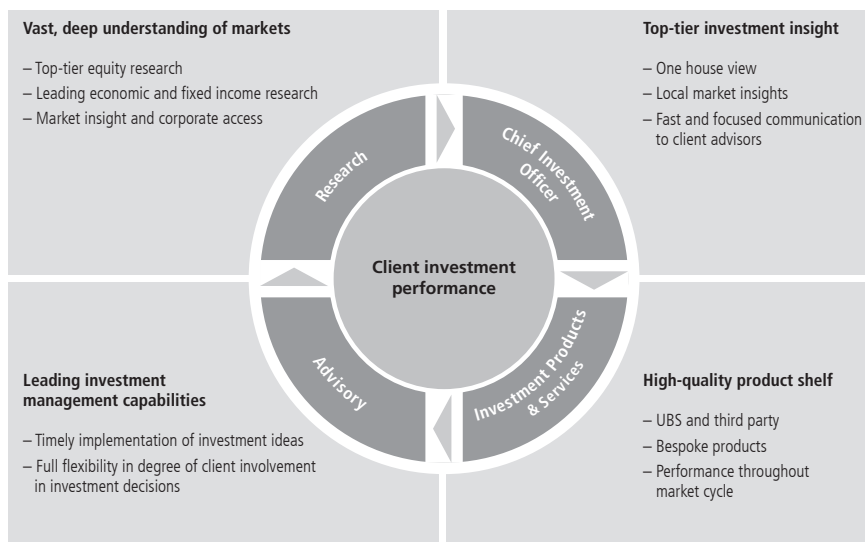 Vast, deep understanding of markets
– Top-tier equity research
– Leading economic and fixed income research
– Market insight and corporate access
Top-tier investment insight
– One house view
– Local market insights
– Fast and focused communication
to client advisors
Research
Chief Investment
Officer
Client investment
performance
Advisory
Investment Products
& Services
Leading investment
management capabilities
– Timely implementation of investment ideas
– Full flexibility in degree of client involvement
in investment decisions
High-quality product shelf
– UBS and third party
– Bespoke products
– Performance throughout
market cycle